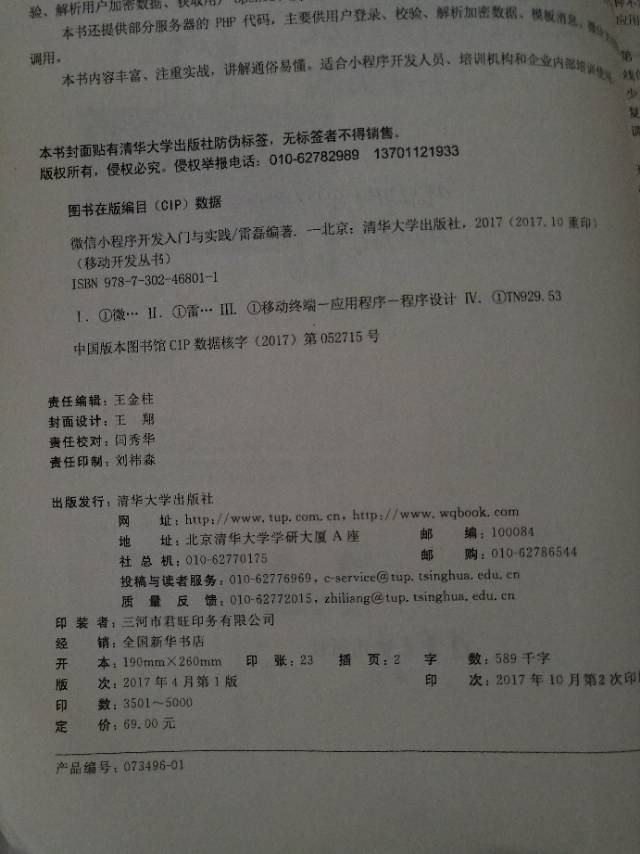 验、解析用户加密数据、获取用户
本书还提供部分服务器的 PHP 代码，主要供用户登录、校验、解析加密数据、模板消息、微信支付
调用。
本书内容丰富、注重实战，讲解通俗易懂。适合小程序开发人员、培训机构和企业内部培训使用
本书封面贴有清华大学出版社防伪标签，无标签者不得销售。
版权所有，侵权必究。侵权举报电话：010-62782989 13701121933
图书在版编目（CIP）数据
微信小程序开发入门与实践/雷磊编著. —北京：清华大学出版社，2017（2017.10 重印）
（移动开发丛书）
ISBN 978-7-302-46801-1
Ⅰ. ①微… Ⅱ. ①雷… Ⅲ. ①移动终端－应用程序－程序设计 Ⅳ. ①TN929.53
中国版本图书馆 CIP 数据核字（2017）第 052715 号
责任编辑：王金柱
封面设计：王 翔
责任校对：闫秀华
责任印制：刘祎淼
出版发行：清华大学出版社
网 址：http://www.tup.com.cn, http://www.wqbook.com
地 址：北京清华大学学研大厦 A 座 邮 编：100084
社 总 机：010-62770175 邮 购：010-62786544
投稿与读者服务：010-62776969, c-service@tup.tsinghua.edu.cn
质 量 反 馈：010-62772015, zhiliang@tup.tsinghua.edu.cn
印 装 者：三河市君旺印务有限公司
经 销：全国新华书店
开 本：190mm×260mm 印 张：23 插 页：2 字 数：589 千字
版 次：2017 年 4 月第 1 版 印 次：2017 年 10 月第 2 次印
印 数：3501～5000
定 价：69.00 元
产品编号：073496-01